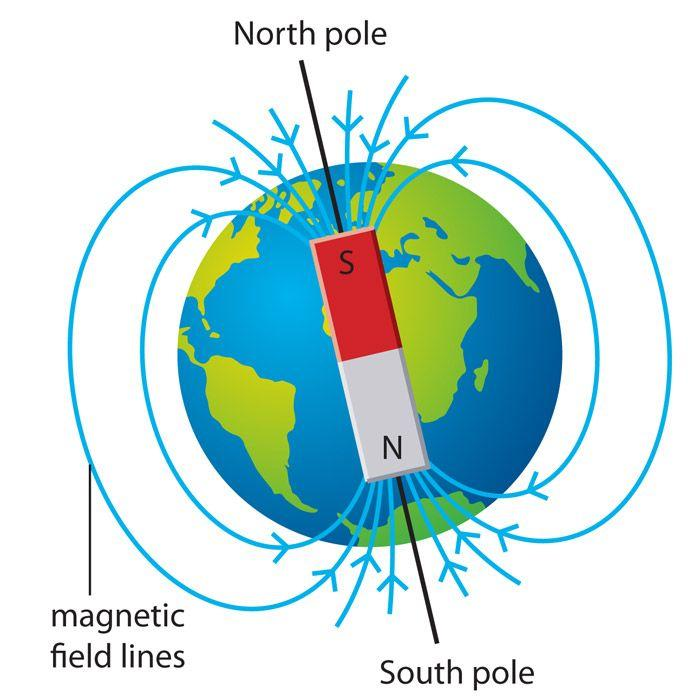 North pole
S
N
magnetic
field lines
South pole